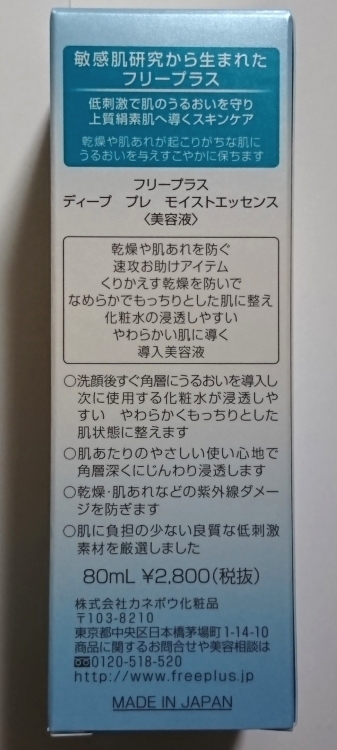 敏感肌研究から生まれた
フリープラス
低刺激で肌のうるおいを守り
上質絹素肌へ導くスキンケア
乾燥や肌あれが起こりがちな肌に
うるおいを与えすこやかに保ちます
フリープラス
ディープ プレ モイストエッセンス
〈美容液〉
乾燥や肌あれを防ぐ
速攻お助けアイテム
くりかえす乾燥を防いで
なめらかでもっちりとした肌に整え
化粧水の浸透しやすい
やわらかい肌に導く
導入美容液
○洗顔後すぐ角層にうるおいを導入し
次に使用する化粧水が浸透しや
すい やわらかくもっちりとした
肌状態に整えます
○肌あたりのやさしい使い心地で
角層深くにじんわり浸透します
○乾燥・肌あれなどの紫外線ダメー
ジを防ぎます
○肌に負担の少ない良質な低刺激
素材を厳選しました
80mL ¥2,800(税抜)
株式会社カネボウ化粧品
〒103-8210
東京都中央区日本橋茅場町1-14-10
商品に関するお問合せや美容相談は
0120-518-520
http://www.freeplus.jp
MADE IN JAPAN